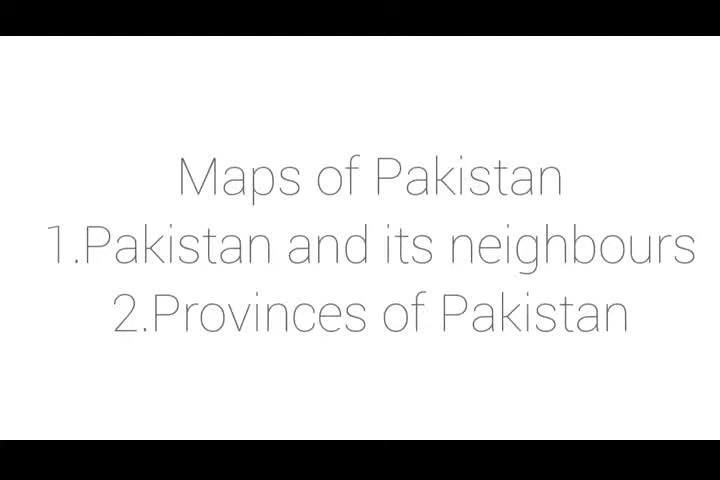 Maps of Pakistan
1.Pakistan and its neighbours
2.Provinces of Pakistan